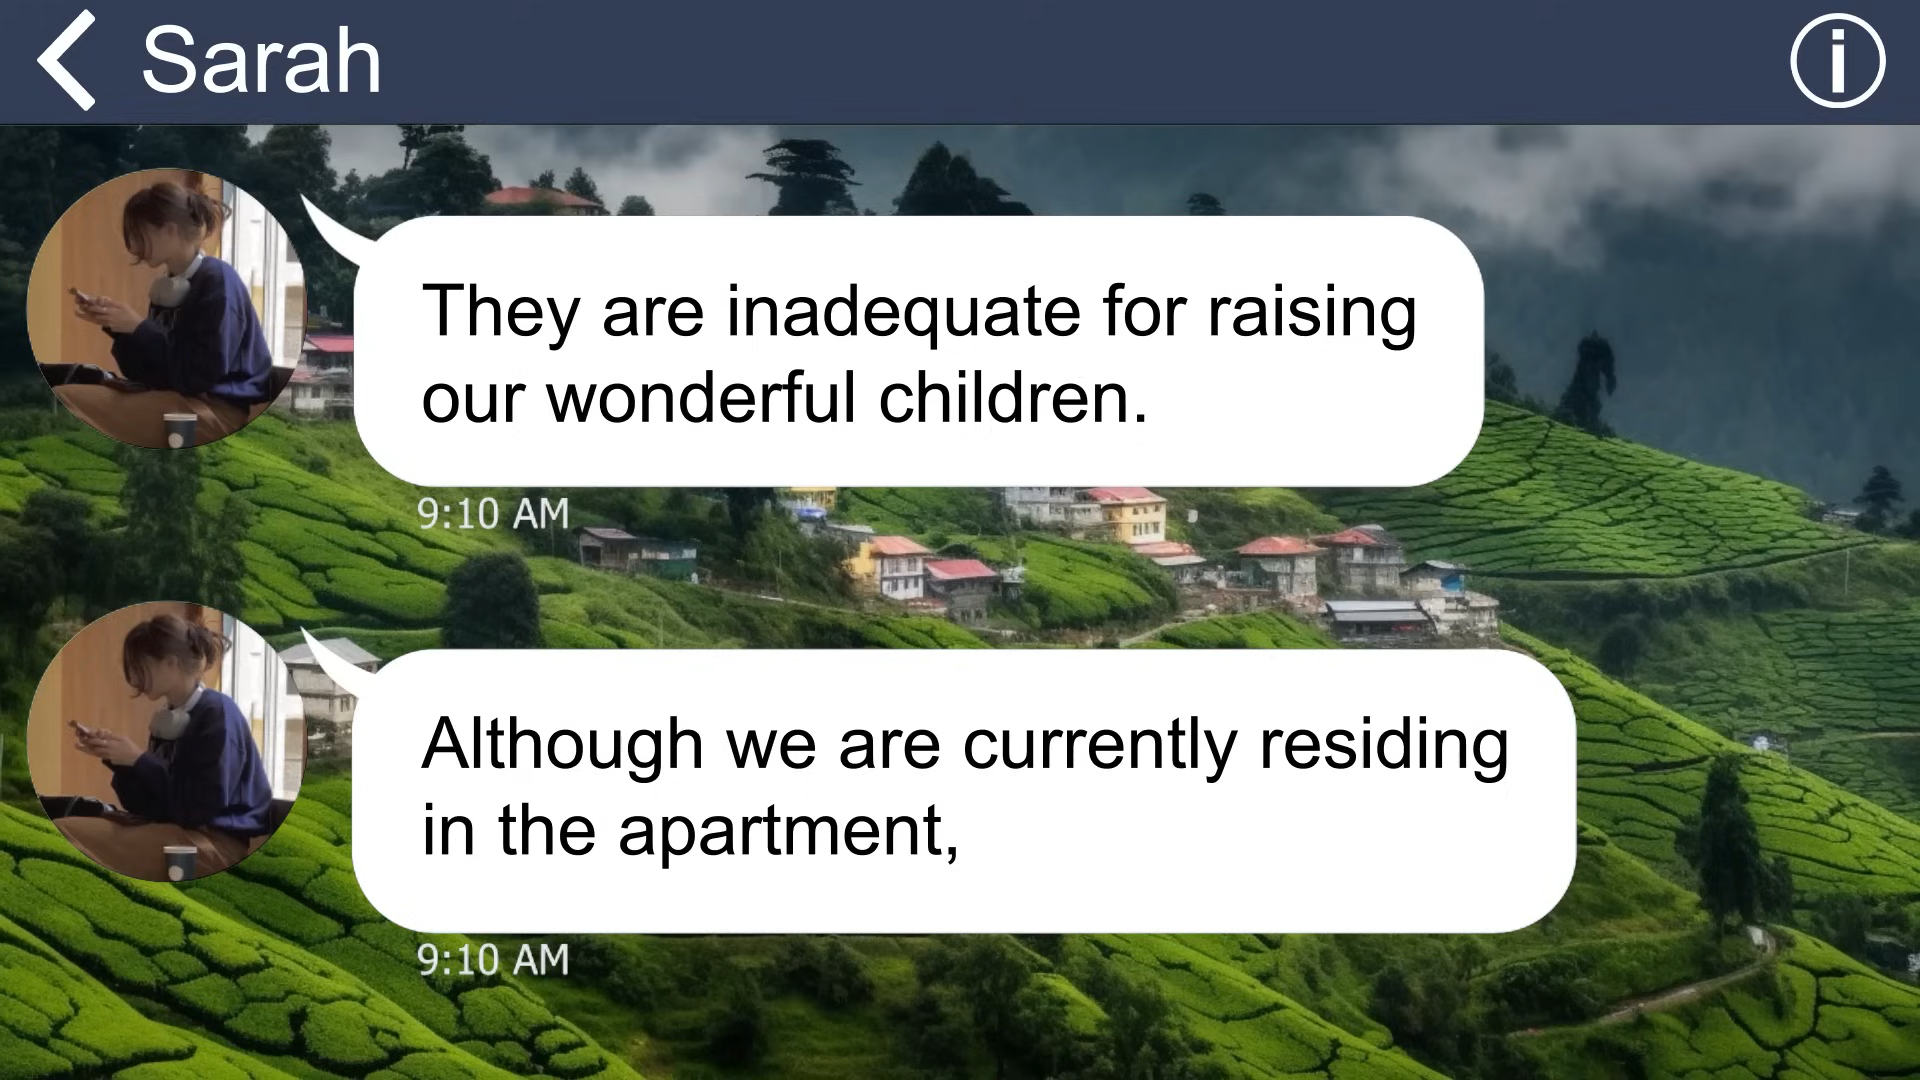 Sarah
They are inadequate for raising
our wonderful children.
9:10 AM
Although we are currently residing
in the apartment,
9:10 AM